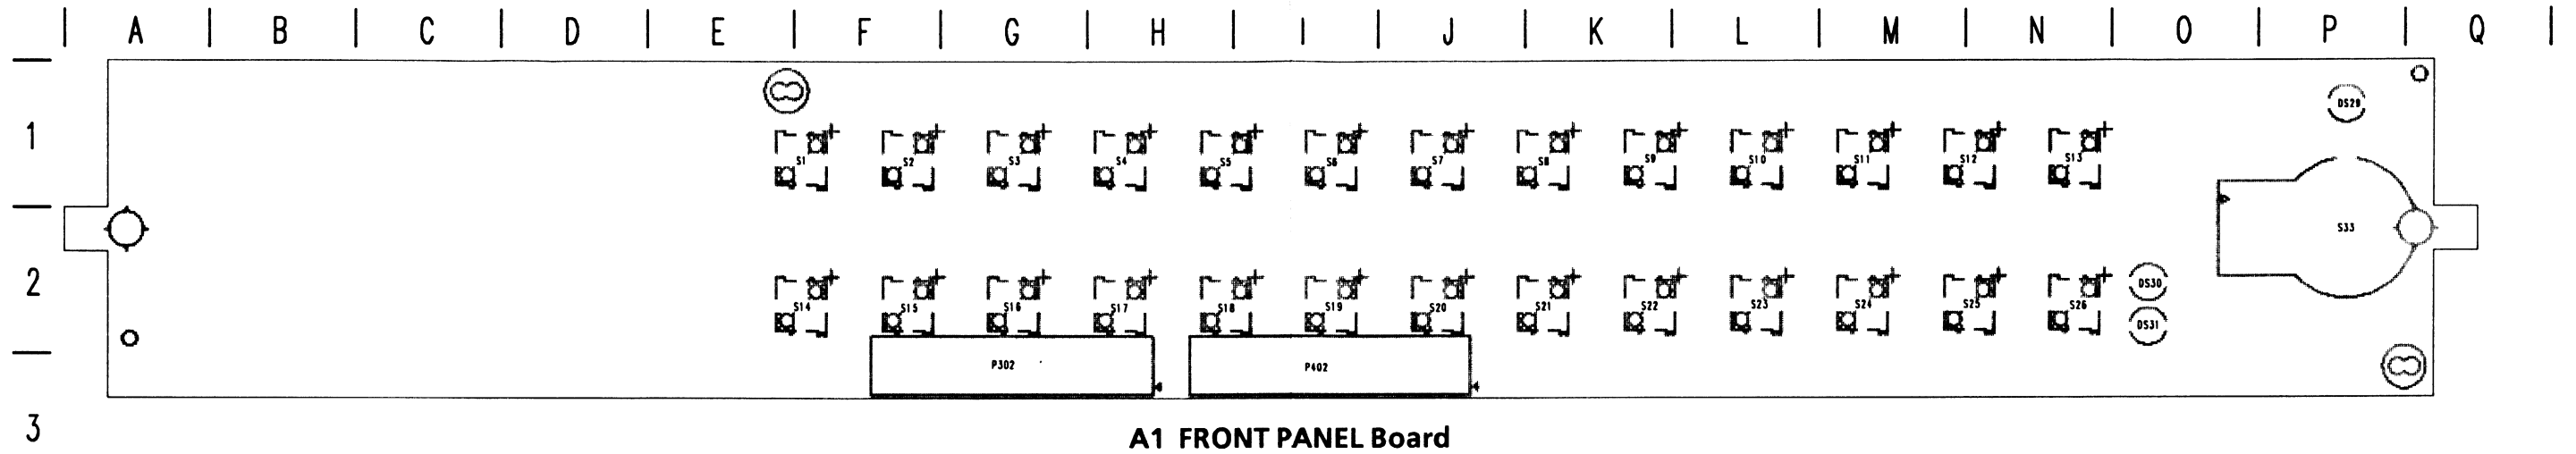 A B C D E F G H I J K L M N O P Q
1
DS28
S1 S2 S3 S4 S5 S6 S7 S8 S9 S10 S11 S12 S13
S33
2
DS30
S14 S15 S16 S17 S18 S19 S20 S21 S22 S23 S24 S25 S26
DS31
P302 P402
3
A1 FRONT PANEL Board